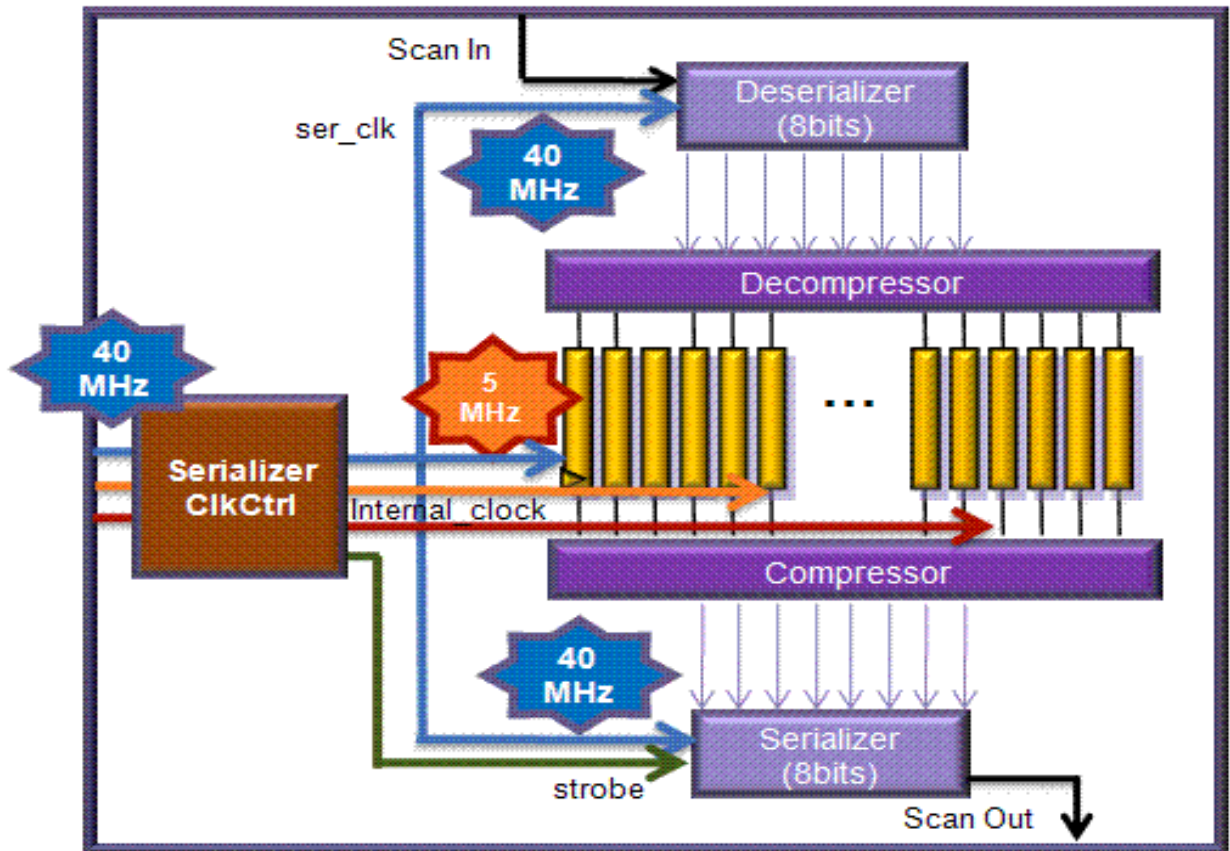 Scan In
Deserializer
(8bits)
ser_clk
40
MHz
Decompressor
40
MHz
5
MHz
...
Serializer
ClkCtrl
Internal_clock
Compressor
40
MHz
Serializer
(8bits)
strobe
Scan Out